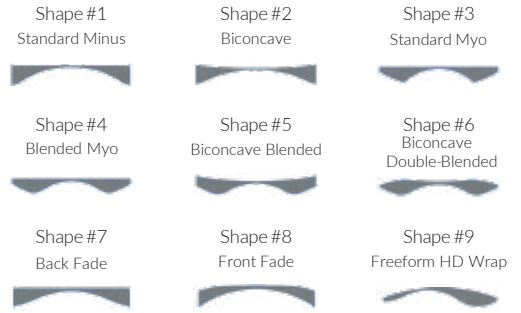 Shape #1
Standard Minus
Shape #2
Biconcave
Shape #3
Standard Myo
Shape #4
Blended Myo
Shape #5
Biconcave Blended
Shape #6
Biconcave
Double-Blended
Shape #7
Back Fade
Shape #8
Front Fade
Shape #9
Freeform HD Wrap